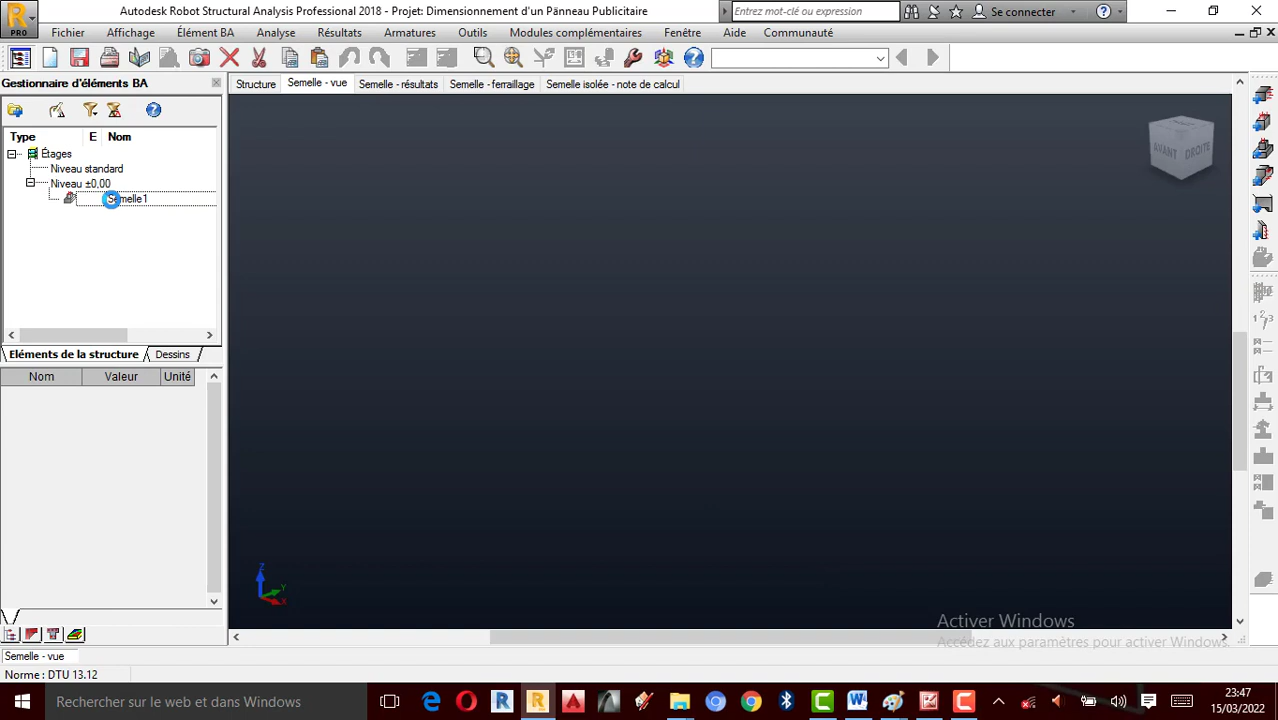 Autodesk Robot Structural Analysis Professional 2018 - Projet: Dimensionnement d'un Pänneau Publicitaire
Entrez mot-clé ou expression
Se connecter
PRO
Fichier Affichage Élément BA Analyse Résultats Armatures Outils Modules complémentaires Fenêtre Aide Communauté
Gestionnaire d'éléments BA
Structure Semelle - vue Semelle - résultats Semelle - ferraillage Semelle isolée - note de calcul
Type E Nom
Étages
Niveau standard
Niveau ±0,00
Semelle1
AVANT DROITE
Eléments de la structure Dessins
Nom Valeur Unité
Z
Y
X
Activer Windows
Accédez aux paramètres pour activer Windows.
Semelle - vue
Norme : DTU 13.12
Rechercher sur le web et dans Windows
23:47
15/03/2022